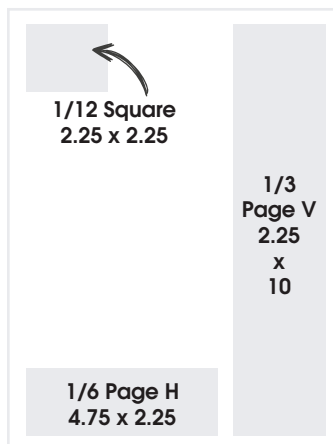 1/12 Square
2.25 x 2.25
1/3
Page V
2.25
x
10
1/6 Page H
4.75 x 2.25